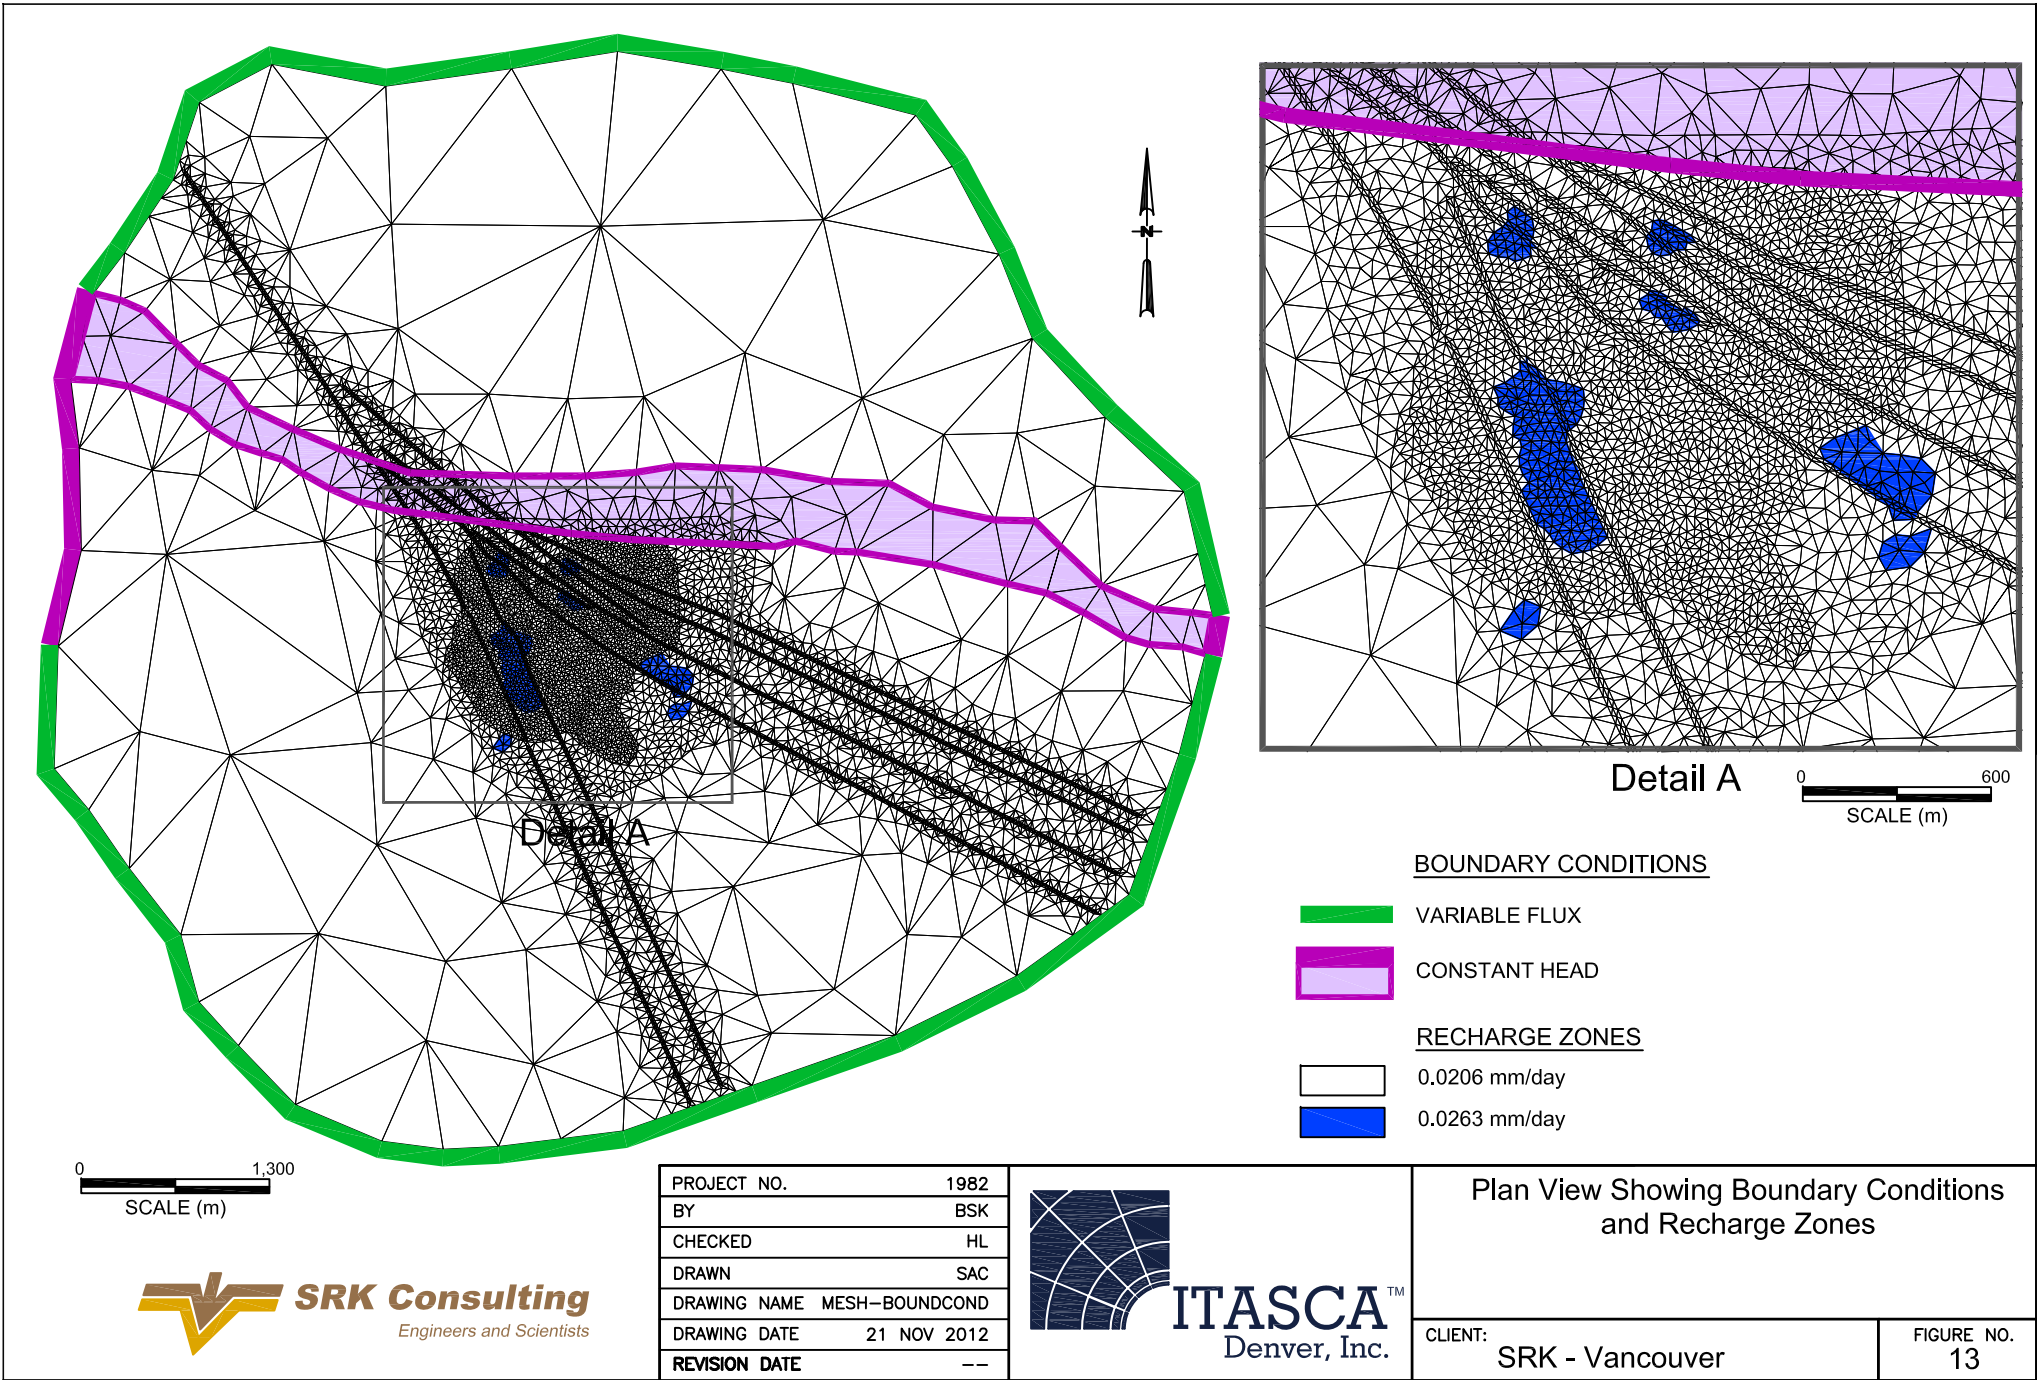 N
Detail A
0 1,300
SCALE (m)
Detail A
0 600
SCALE (m)
BOUNDARY CONDITIONS
VARIABLE FLUX
CONSTANT HEAD
RECHARGE ZONES
0.0206 mm/day
0.0263 mm/day
SRK Consulting
Engineers and Scientists
PROJECT NO. 1982
BY BSK
CHECKED HL
DRAWN SAC
DRAWING NAME MESH-BOUNDCOND
DRAWING DATE 21 NOV 2012
REVISION DATE --
ITASCA™
Denver, Inc.
Plan View Showing Boundary Conditions
and Recharge Zones
CLIENT:
SRK - Vancouver
FIGURE NO.
13